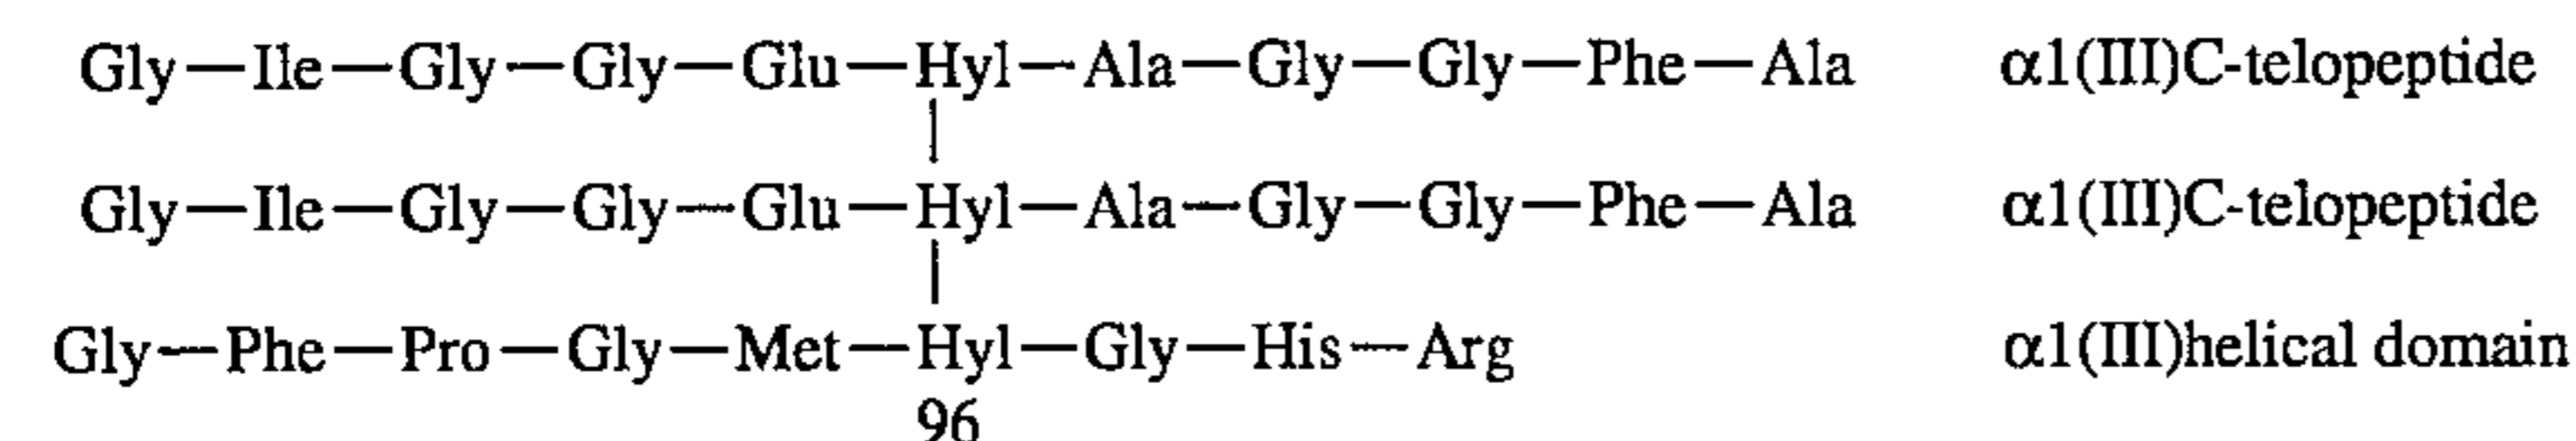 Gly—Ile—Gly—Gly—Glu—Hyl—Ala—Gly—Gly—Phe—Ala α1(III)C-telopeptide
Gly—Ile—Gly—Gly—Glu—Hyl—Ala—Gly—Gly—Phe—Ala α1(III)C-telopeptide
Gly—Phe—Pro—Gly—Met—Hyl—Gly—His—Arg α1(III)helical domain
96